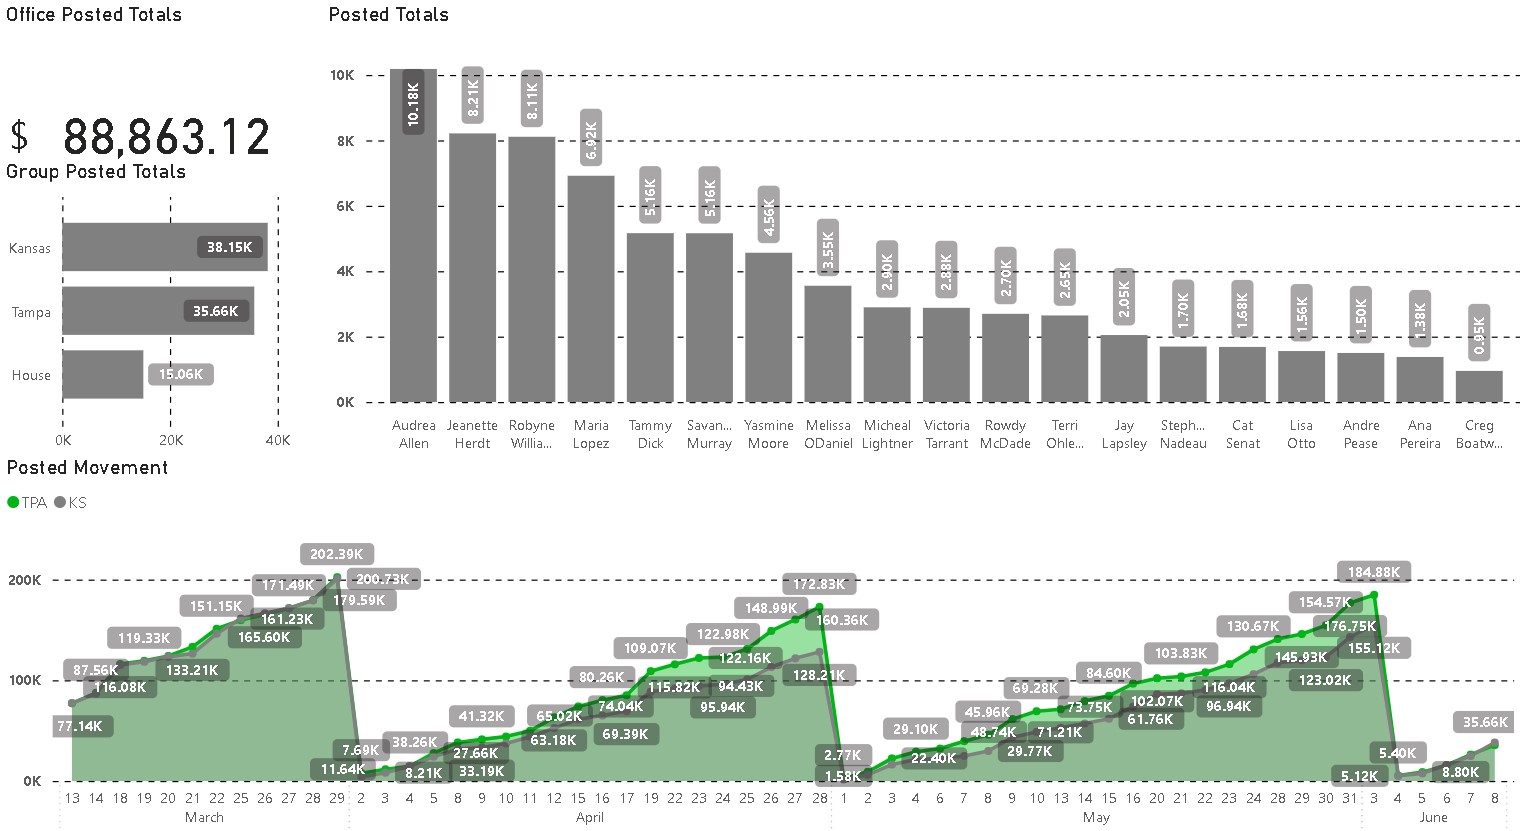 Office Posted Totals
$ 88,863.12
Group Posted Totals
Kansas 38.15K
Tampa 35.66K
House 15.06K
0K 20K 40K
Posted Totals
10K
8K
6K
4K
2K
0K
10.18K 8.21K 8.11K 6.92K 5.16K 5.16K 4.56K 3.55K 2.90K 2.88K 2.70K 2.65K 2.05K 1.70K 1.68K 1.56K 1.50K 1.38K 0.95K
Audrea Jeanette Robyne Maria Tammy Savan... Yasmine Melissa Micheal Victoria Rowdy Terri Jay Steph... Cat Lisa Andre Ana Creg
Allen Herdt Willia... Lopez Dick Murray Moore ODaniel Lightner Tarrant McDade Ohle... Lapsley Nadeau Senat Otto Pease Pereira Boatw...
Posted Movement
TPA KS
200K
100K
0K
77.14K 87.56K 116.08K 119.33K 133.21K 151.15K 165.60K 171.49K 161.23K 202.39K 200.73K 179.59K
11.64K 7.69K 38.26K 8.21K 41.32K 27.66K 33.19K 65.02K 63.18K 80.26K 74.04K 69.39K 109.07K 115.82K 122.98K 122.16K 94.43K 95.94K 148.99K 172.83K 160.36K 128.21K
2.77K 1.58K 29.10K 22.40K 45.96K 48.74K 69.28K 29.77K 73.75K 71.21K 84.60K 61.76K 102.07K 103.83K 116.04K 96.94K 130.67K 145.93K 123.02K 154.57K 176.75K 184.88K 155.12K
5.12K 5.40K 8.80K 35.66K
13 14 18 19 20 21 22 25 26 27 28 29 2 3 4 5 8 9 10 11 12 15 16 17 19 22 23 24 25 26 27 28 1 2 3 6 7 8 9 10 13 14 15 16 20 21 22 23 24 28 29 30 31 3 4 5 6 7 8
March April May June